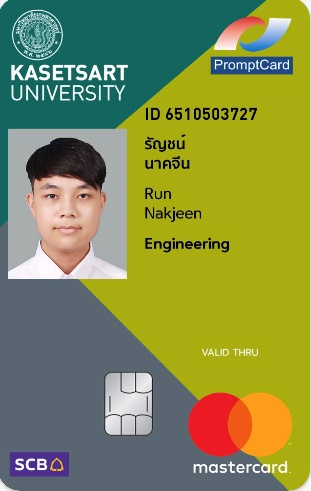 KASETSART
UNIVERSITY
PromptCard
ID 6510503727
รัญชน์
นาคจีน
Run
Nakjeen
Engineering
VALID THRU
SCB
mastercard.